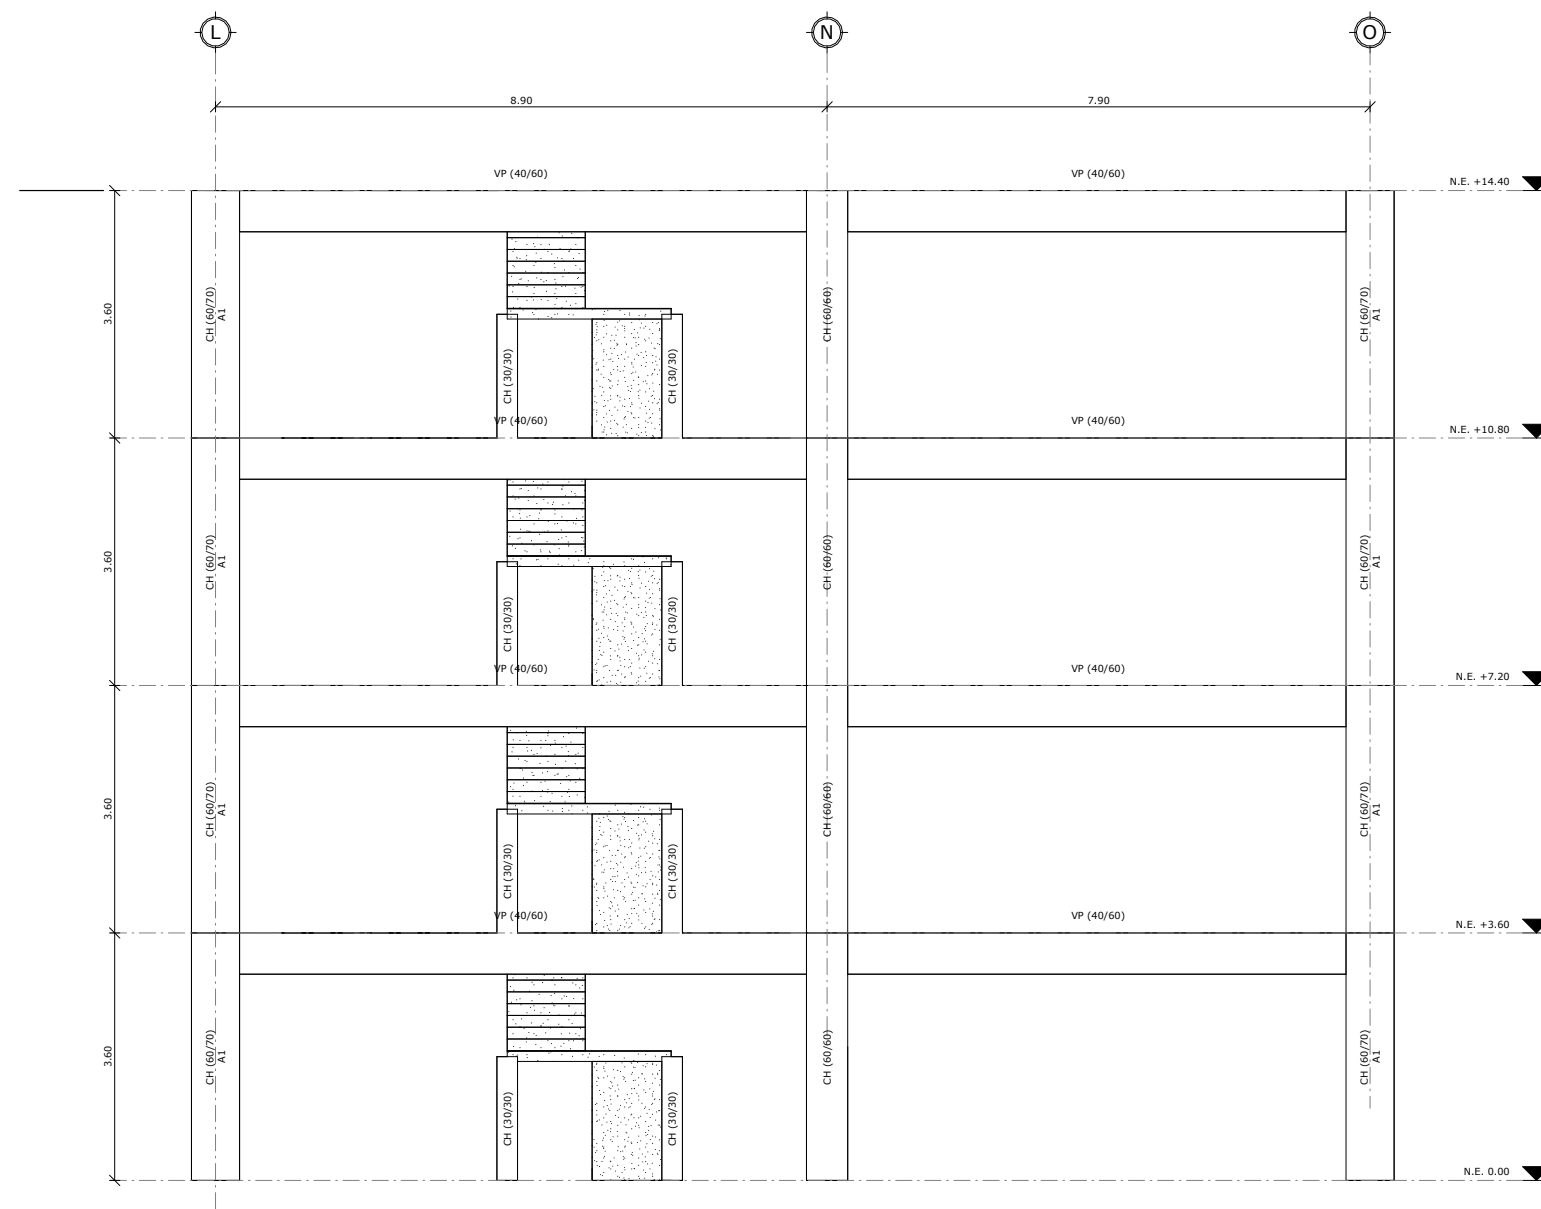 L
N
O
8.90
7.90
VP (40/60)
VP (40/60)
N.E. +14.40
3.60
CH (60/70)
A1
CH (60/60)
CH (60/70)
A1
CH (30/30)
CH (30/30)
VP (40/60)
VP (40/60)
N.E. +10.80
3.60
CH (60/70)
A1
CH (60/60)
CH (60/70)
A1
CH (30/30)
CH (30/30)
VP (40/60)
VP (40/60)
N.E. +7.20
3.60
CH (60/70)
A1
CH (60/60)
CH (60/70)
A1
CH (30/30)
CH (30/30)
VP (40/60)
VP (40/60)
N.E. +3.60
3.60
CH (60/70)
A1
CH (60/60)
CH (60/70)
A1
CH (30/30)
CH (30/30)
N.E. 0.00